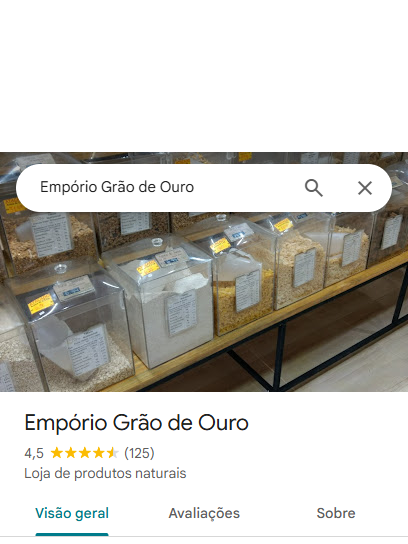 Empório Grão de Ouro
Empório Grão de Ouro
4,5 (125)
Loja de produtos naturais
Visão geral Avaliações Sobre